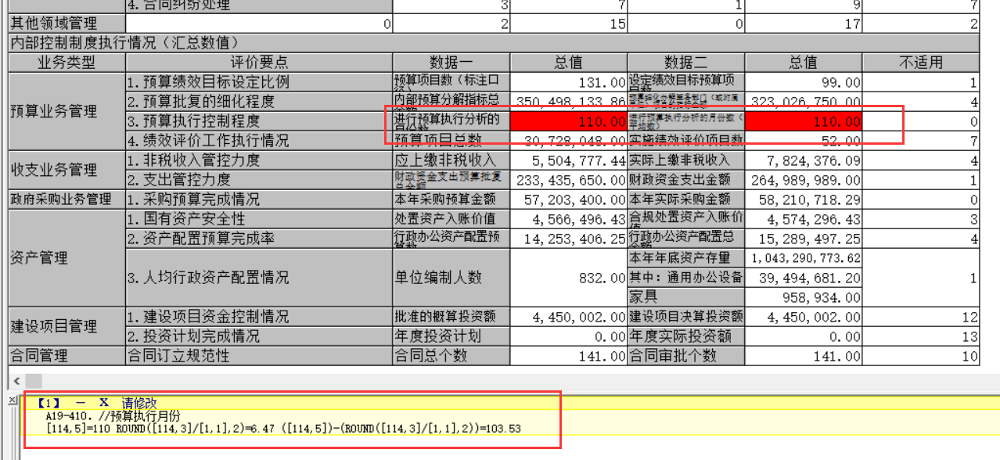 4.合同纠纷处理 3 7 1 9 7
其他领域管理 0 2 15 0 17 2
内部控制制度执行情况（汇总数值）
业务类型 评价要点 数据一 总值 数据二 总值 不适用
预算业务管理 1.预算绩效目标设定比例 预算项目数（标注口 131.00 设定绩效目标预算项 99.00 1
2.预算批复的细化程度 内部预算分解指标总 350,498,133.86 323,026,750.00 4
3.预算执行控制程度 进行预算执行分析的月份数 110.00 进行预算执行分析的月份数（平均数） 110.00 0
4.绩效评价工作执行情况 预算项目总数 30,728,048.00 实施绩效评价项目数 52.00 7
收支业务管理 1.非税收入管控力度 应上缴非税收入 5,504,777.44 实际上缴非税收入 7,824,376.09 4
2.支出管控力度 财政资金支出预算批复总金额 233,435,650.00 财政资金支出金额 264,989,989.00 1
政府采购业务管理 1.采购预算完成情况 本年采购预算金额 57,203,400.00 本年实际采购金额 58,210,718.29 0
资产管理 1.国有资产安全性 处置资产入账价值 4,566,496.43 合规处置资产入账价值 4,574,296.43 3
2.资产配置预算完成率 行政办公资产配置预算数 14,253,406.25 行政办公资产配置总金额 15,289,497.25 4
3.人均行政资产配置情况 单位编制人数 832.00 本年年底资产存量 1,043,290,773.62 1
其中：通用办公设备 39,494,681.20
家具 958,934.00
建设项目管理 1.建设项目资金控制情况 批准的概算投资额 4,450,002.00 建设项目决算投资额 4,450,002.00 12
2.投资计划完成情况 年度投资计划 0.00 年度实际投资额 0.00 13
合同管理 合同订立规范性 合同总个数 141.00 合同审批个数 141.00 10
【1】 — X 请修改
A19-410. //预算执行月份
[114,5]=110 ROUND([114,3]/[1,1],2)=6.47 ([114,5])-(ROUND([114,3]/[1,1],2))=103.53